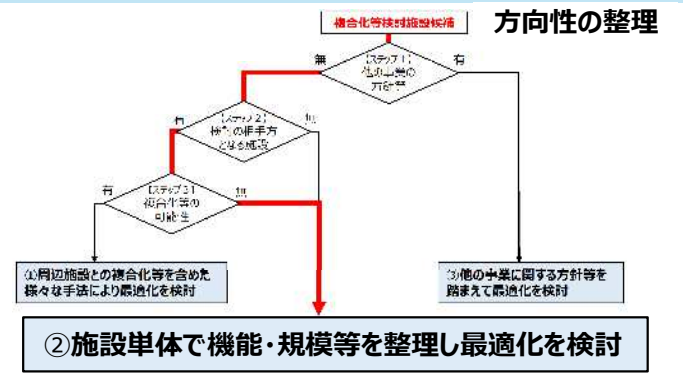 方向性の整理
複合化等検討施設候補
無
【ステップ1】
他の事業の
方針等
有
有
【ステップ2】
検討の相手方
となる施設
無
有
【ステップ3】
複合化等の
可能性
無
①周辺施設との複合化等を含めた
様々な手法により最適化を検討
③他の事業に関する方針等を
踏まえて最適化を検討
②施設単体で機能・規模等を整理し最適化を検討